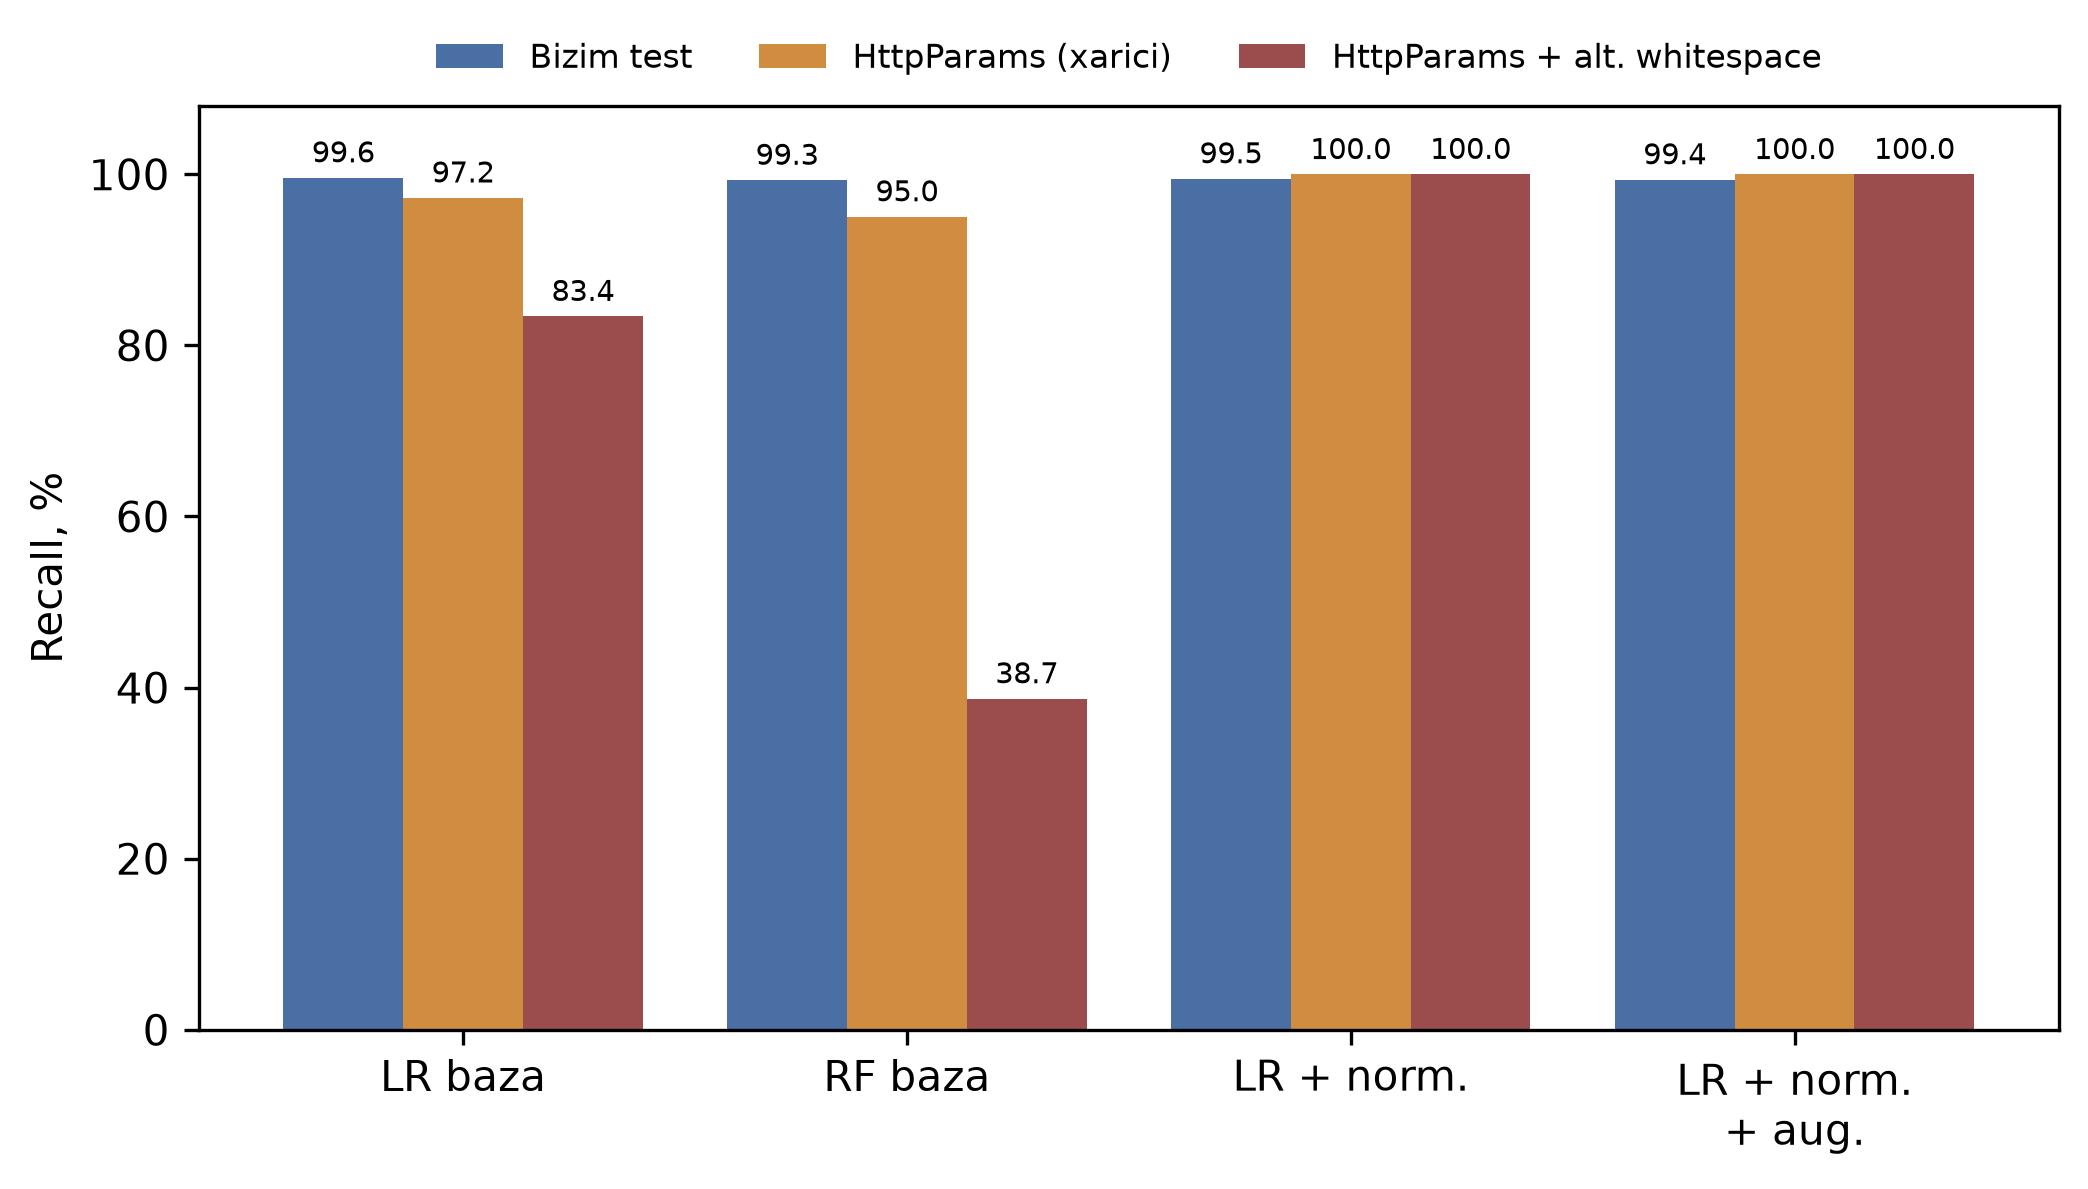 Bizim test HttpParams (xarici) HttpParams + alt. whitespace
99.6 97.2 83.4 99.3 95.0 38.7 99.5 100.0 100.0 99.4 100.0 100.0
100
80
60
40
20
0
Recall, %
LR baza RF baza LR + norm. LR + norm.
+ aug.